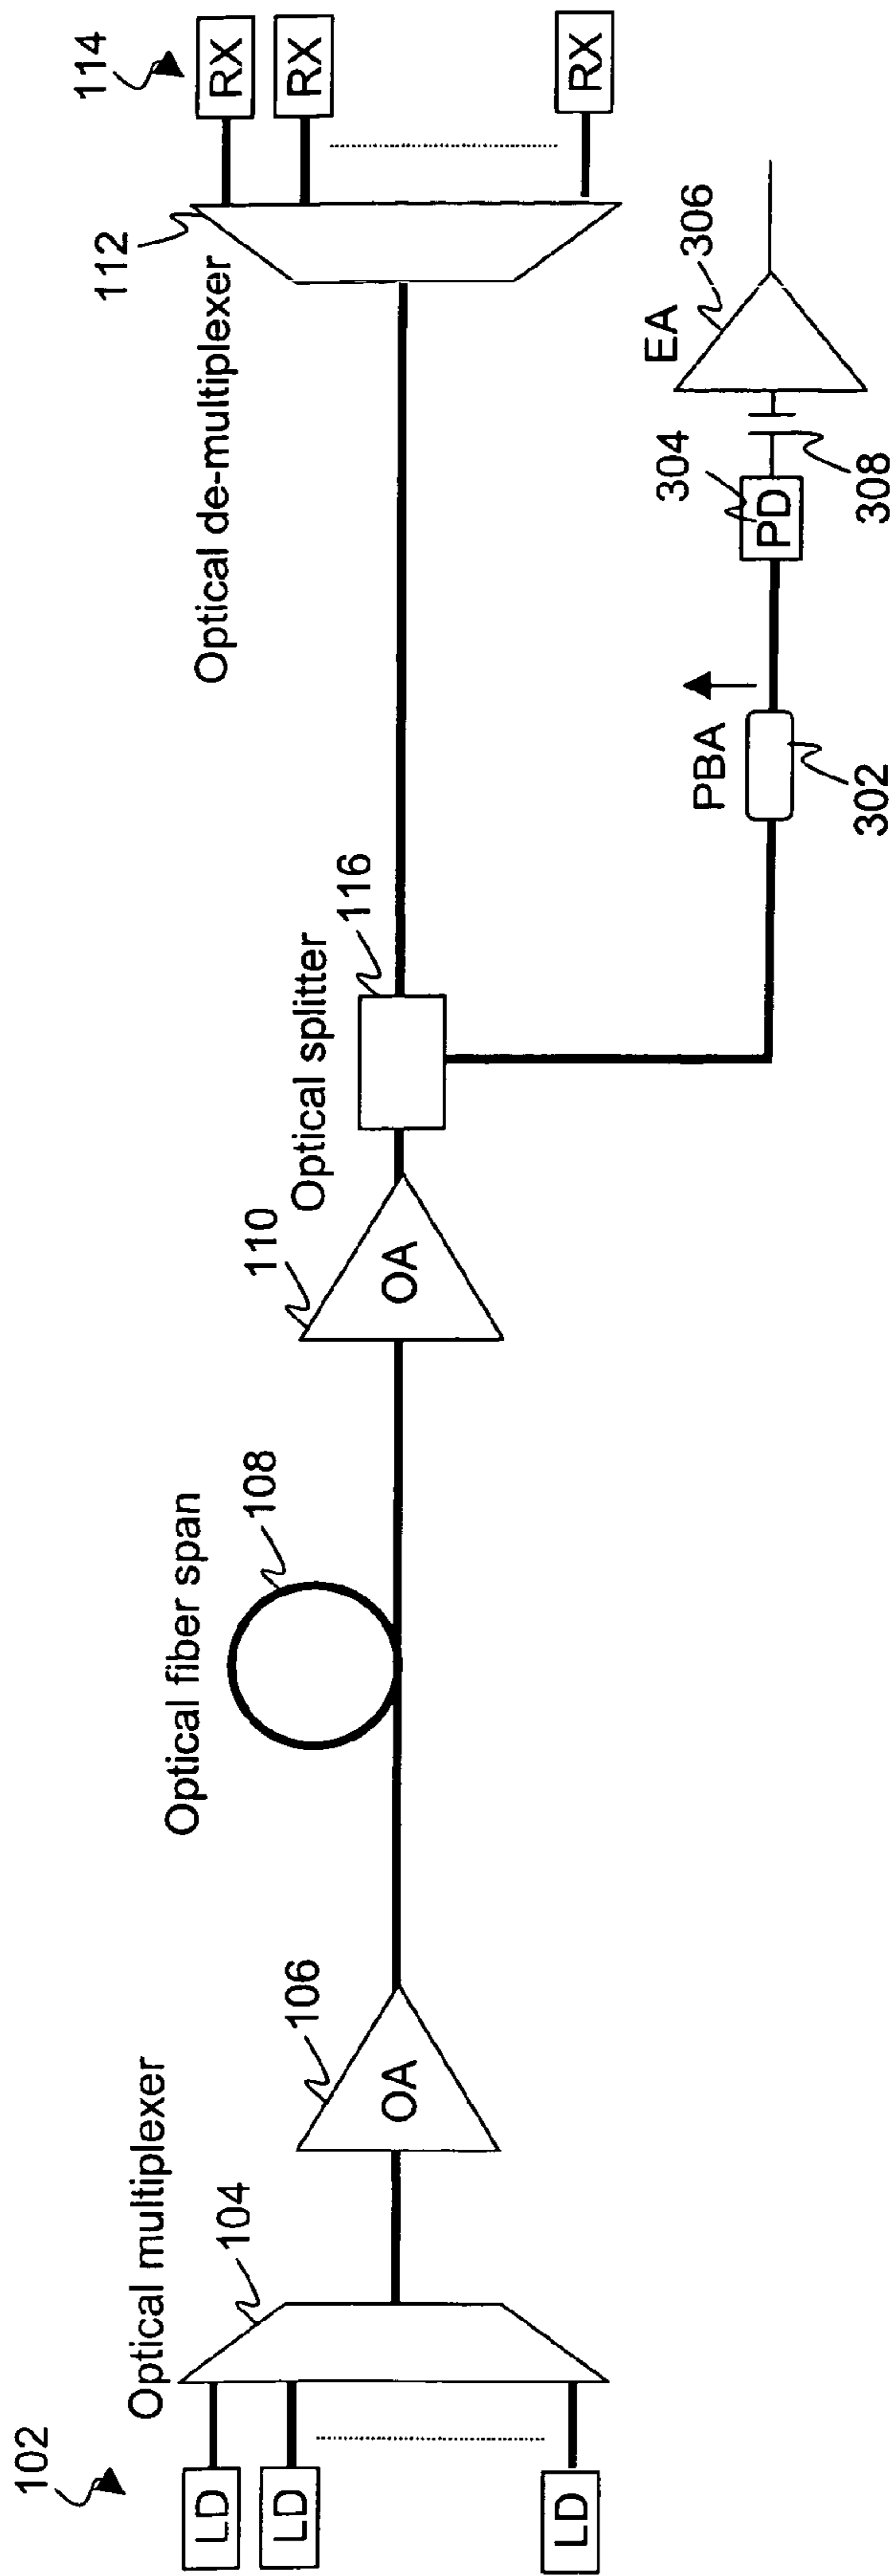 102
LD
LD
LD
Optical multiplexer
104
OA
106
Optical fiber span
108
OA
110
Optical splitter
116
Optical de-multiplexer
112
114
RX
RX
RX
PBA
302
PD
304
308
EA
306